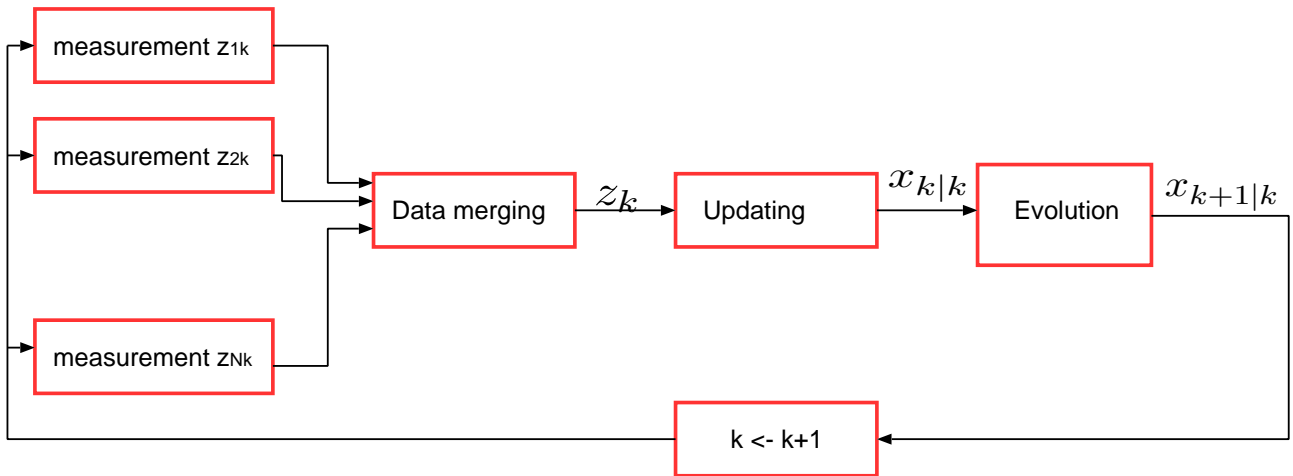 measurement z1k
measurement z2k
Data merging
z_k
Updating
x_{k|k}
Evolution
x_{k+1|k}
measurement zNk
k <- k+1